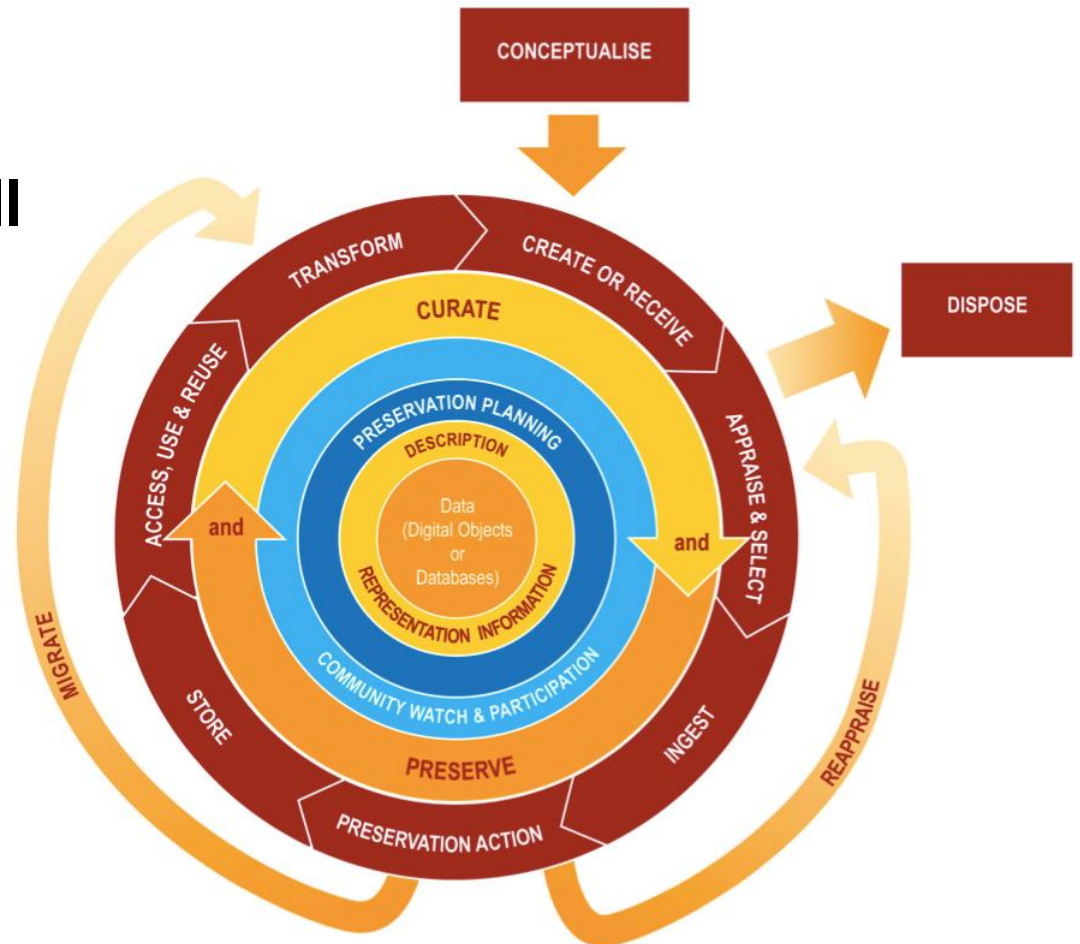 CONCEPTUALISE
DISPOSE
TRANSFORM
CREATE OR RECEIVE
APPRAISE & SELECT
INGEST
PRESERVATION ACTION
STORE
ACCESS, USE & REUSE
CURATE
and
PRESERVE
and
COMMUNITY WATCH & PARTICIPATION
PRESERVATION PLANNING
DESCRIPTION
REPRESENTATION INFORMATION
Data
(Digital Objects
or
Databases)
MIGRATE
REAPPRAISE